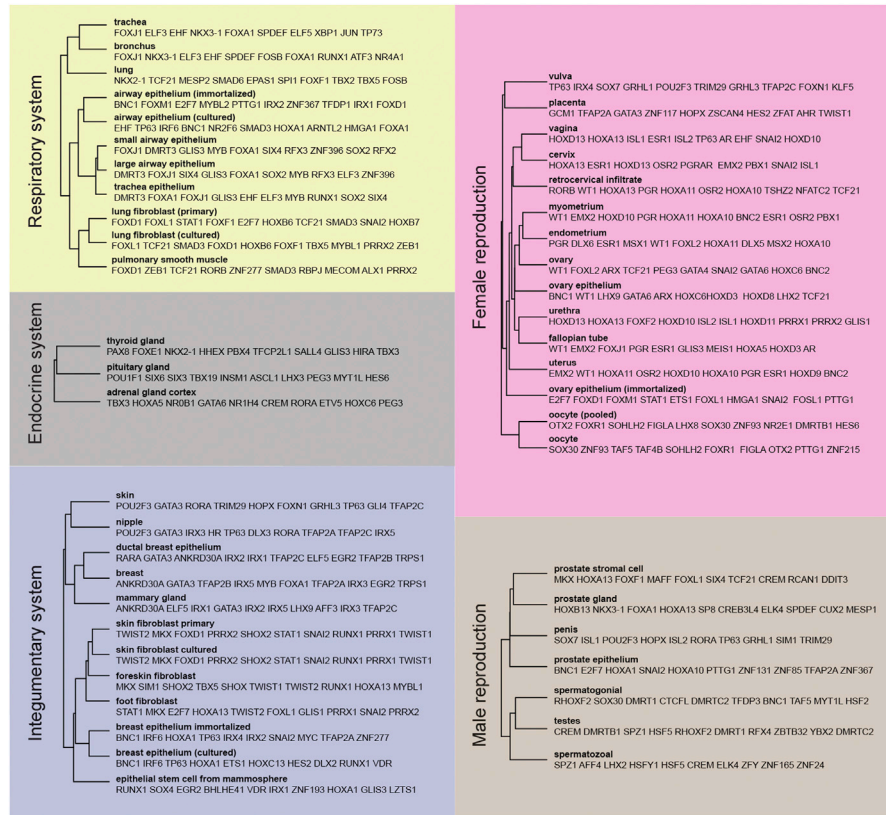 Respiratory system
trachea
FOXJ1 ELF3 EHF NKX3-1 FOXA1 SPDEF ELF5 XBP1 JUN TP73
bronchus
FOXJ1 NKX3-1 ELF3 EHF SPDEF FOSB FOXA1 RUNX1 ATF3 NR4A1
lung
NKX2-1 TCF21 MESP2 SMAD6 EPAS1 SPI1 FOXF1 TBX2 TBX5 FOSB
airway epithelium (immortalized)
BNC1 FOXM1 E2F7 MYBL2 PTTG1 IRX2 ZNF367 TFDP1 IRX1 FOXD1
airway epithelium (cultured)
EHF TP63 IRF6 BNC1 NR2F6 SMAD3 HOXA1 ARNTL2 HMGA1 FOXA1
small airway epithelium
FOXJ1 DMRT3 GLIS3 MYB FOXA1 SIX4 RFX3 ZNF396 SOX2 RFX2
large airway epithelium
DMRT3 FOXJ1 SIX4 GLIS3 FOXA1 SOX2 MYB RFX3 ELF3 ZNF396
trachea epithelium
DMRT3 FOXA1 FOXJ1 GLIS3 EHF ELF3 MYB RUNX1 SOX2 SIX4
lung fibroblast (primary)
FOXD1 FOXL1 STAT1 FOXF1 E2F7 HOXB6 TCF21 SMAD3 SNAI2 HOXB7
lung fibroblast (cultured)
FOXL1 TCF21 SMAD3 FOXD1 HOXB6 FOXF1 TBX5 MYBL1 PRRX2 ZEB1
pulmonary smooth muscle
FOXD1 ZEB1 TCF21 RORB ZNF277 SMAD3 RBPJ MECOM ALX1 PRRX2
Endocrine system
thyroid gland
PAX8 FOXE1 NKX2-1 HHEX PBX4 TFCP2L1 SALL4 GLIS3 HIRA TBX3
pituitary gland
POU1F1 SIX6 SIX3 TBX19 INSM1 ASCL1 LHX3 PEG3 MYT1L HES6
adrenal gland cortex
TBX3 HOXA5 NR0B1 GATA6 NR1H4 CREM RORA ETV5 HOXC6 PEG3
Integumentary system
skin
POU2F3 GATA3 RORA TRIM29 HOPX FOXN1 GRHL3 TP63 GLI4 TFAP2C
nipple
POU2F3 GATA3 IRX3 HR TP63 DLX3 RORA TFAP2A TFAP2C IRX5
ductal breast epithelium
RARA GATA3 ANKRD30A IRX2 IRX1 TFAP2C ELF5 EGR2 TFAP2B TRPS1
breast
ANKRD30A GATA3 TFAP2B IRX5 MYB FOXA1 TFAP2A IRX3 EGR2 TRPS1
mammary gland
ANKRD30A ELF5 IRX1 GATA3 IRX2 IRX5 LHX9 AFF3 IRX3 TFAP2C
skin fibroblast primary
TWIST2 MKX FOXD1 PRRX2 SHOX2 STAT1 SNAI2 RUNX1 PRRX1 TWIST1
skin fibroblast cultured
TWIST2 MKX FOXD1 PRRX2 SHOX2 STAT1 SNAI2 RUNX1 PRRX1 TWIST1
foreskin fibroblast
MKX SIM1 SHOX2 TBX5 SHOX TWIST1 TWIST2 RUNX1 HOXA13 MYBL1
foot fibroblast
STAT1 MKX E2F7 HOXA13 TWIST2 FOXL1 GLIS1 PRRX1 SNAI2 PRRX2
breast epithelium immortalized
BNC1 IRF6 HOXA1 TP63 IRX4 IRX2 SNAI2 MYC TFAP2A ZNF277
breast epithelium (cultured)
BNC1 IRF6 TP63 HOXA1 ETS1 HOXC13 HES2 DLX2 RUNX1 VDR
epithelial stem cell from mammosphere
RUNX1 SOX4 EGR2 BHLHE41 VDR IRX1 ZNF193 HOXA1 GLIS3 LZTS1
Female reproduction
vulva
TP63 IRX4 SOX7 GRHL1 POU2F3 TRIM29 GRHL3 TFAP2C FOXN1 KLF5
placenta
GCM1 TFAP2A GATA3 ZNF117 HOPX ZSCAN4 HES2 ZFAT AHR TWIST1
vagina
HOXD13 HOXA13 ISL1 ESR1 ISL2 TP63 AR EHF SNAI2 HOXD10
cervix
HOXA13 ESR1 HOXD13 OSR2 PGRAR EMX2 PBX1 SNAI2 ISL1
retrocervical infiltrate
RORB WT1 HOXA13 PGR HOXA11 OSR2 HOXA10 TSHZ2 NFATC2 TCF21
myometrium
WT1 EMX2 HOXD10 PGR HOXA11 HOXA10 BNC2 ESR1 OSR2 PBX1
endometrium
PGR DLX6 ESR1 MSX1 WT1 FOXL2 HOXA11 DLX5 MSX2 HOXA10
ovary
WT1 FOXL2 ARX TCF21 PEG3 GATA4 SNAI2 GATA6 HOXC6 BNC2
ovary epithelium
BNC1 WT1 LHX9 GATA6 ARX HOXC6HOXD3 HOXD8 LHX2 TCF21
urethra
HOXD13 HOXA13 FOXF2 HOXD10 ISL2 ISL1 HOXD11 PRRX1 PRRX2 GLIS1
fallopian tube
WT1 EMX2 FOXJ1 PGR ESR1 GLIS3 MEIS1 HOXA5 HOXD3 AR
uterus
EMX2 WT1 HOXA11 OSR2 HOXD10 HOXA10 PGR ESR1 HOXD9 BNC2
ovary epithelium (immortalized)
E2F7 FOXD1 FOXM1 STAT1 ETS1 FOXL1 HMGA1 SNAI2 FOSL1 PTTG1
oocyte (pooled)
OTX2 FOXR1 SOHLH2 FIGLA LHX8 SOX30 ZNF93 NR2E1 DMRTB1 HES6
oocyte
SOX30 ZNF93 TAF5 TAF4B SOHLH2 FOXR1 FIGLA OTX2 PTTG1 ZNF215
Male reproduction
prostate stromal cell
MKX HOXA13 FOXF1 MAFF FOXL1 SIX4 TCF21 CREM RCAN1 DDIT3
prostate gland
HOXB13 NKX3-1 FOXA1 HOXA13 SP8 CREB3L4 ELK4 SPDEF CUX2 MESP1
penis
SOX7 ISL1 POU2F3 HOPX ISL2 RORA TP63 GRHL1 SIM1 TRIM29
prostate epithelium
BNC1 E2F7 HOXA1 SNAI2 HOXA10 PTTG1 ZNF131 ZNF85 TFAP2A ZNF367
spermatogonial
RHOXF2 SOX30 DMRT1 CTCFL DMRTC2 TFDP3 BNC1 TAF5 MYT1L HSF2
testes
CREM DMRTB1 SPZ1 HSF5 RHOXF2 DMRT1 RFX4 ZBTB32 YBX2 DMRTC2
spermatozoal
SPZ1 AFF4 LHX2 HSFY1 HSF5 CREM ELK4 ZFY ZNF165 ZNF24